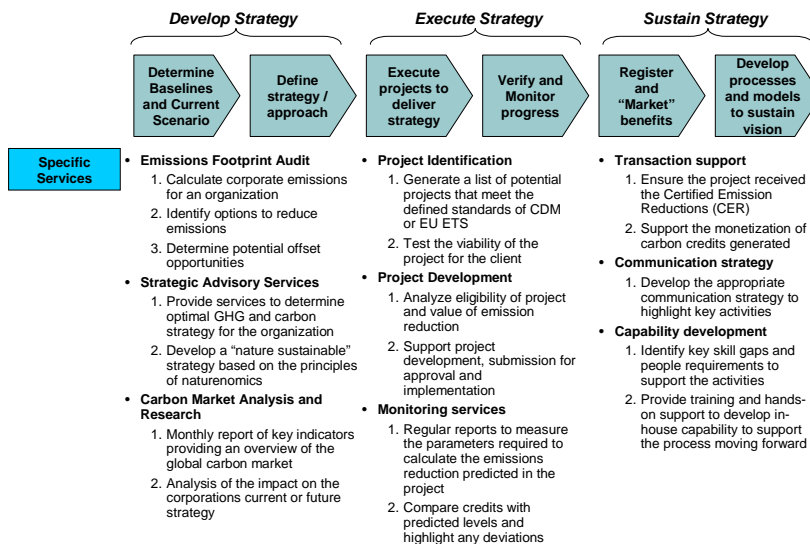 Develop Strategy
Execute Strategy
Sustain Strategy
Determine
Baselines
and Current
Scenario
Define
strategy /
approach
Execute
projects to
deliver
strategy
Verify and
Monitor
progress
Register
and
“Market”
benefits
Develop
processes
and models
to sustain
vision
Specific
Services
• Emissions Footprint Audit
1. Calculate corporate emissions
for an organization
2. Identify options to reduce
emissions
3. Determine potential offset
opportunities
• Strategic Advisory Services
1. Provide services to determine
optimal GHG and carbon
strategy for the organization
2. Develop a “nature sustainable”
strategy based on the principles
of naturenomics
• Carbon Market Analysis and
Research
1. Monthly report of key indicators
providing an overview of the
global carbon market
2. Analysis of the impact on the
corporations current or future
strategy
• Project Identification
1. Generate a list of potential
projects that meet the
defined standards of CDM
or EU ETS
2. Test the viability of the
project for the client
• Project Development
1. Analyze eligibility of project
and value of emission
reduction
2. Support project
development, submission for
approval and
implementation
• Monitoring services
1. Regular reports to measure
the parameters required to
calculate the emissions
reduction predicted in the
project
2. Compare credits with
predicted levels and
highlight any deviations
• Transaction support
1. Ensure the project received
the Certified Emission
Reductions (CER)
2. Support the monetization of
carbon credits generated
• Communication strategy
1. Develop the appropriate
communication strategy to
highlight key activities
• Capability development
1. Identify key skill gaps and
people requirements to
support the activities
2. Provide training and hands-
on support to develop in-
house capability to support
the process moving forward